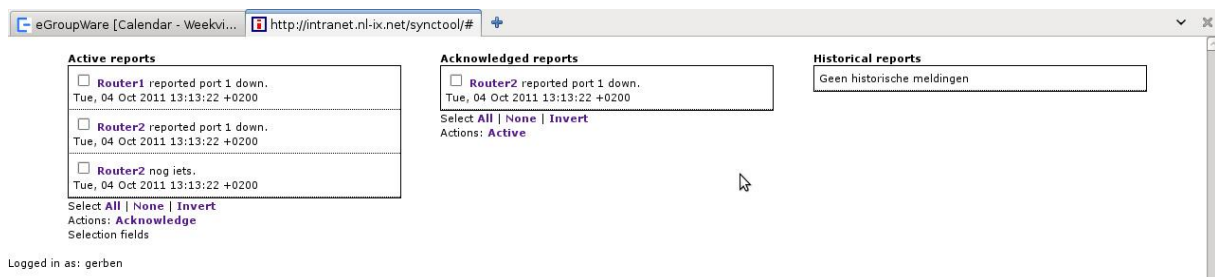 eGroupWare [Calendar - Weekvi...
http://intranet.nl-ix.net/synctool/#
Active reports
Router1 reported port 1 down.
Tue, 04 Oct 2011 13:13:22 +0200
Router2 reported port 1 down.
Tue, 04 Oct 2011 13:13:22 +0200
Router2 nog iets.
Tue, 04 Oct 2011 13:13:22 +0200
Select All | None | Invert
Actions: Acknowledge
Selection fields
Acknowledged reports
Router2 reported port 1 down.
Tue, 04 Oct 2011 13:13:22 +0200
Select All | None | Invert
Actions: Active
Historical reports
Geen historische meldingen
Logged in as: gerben